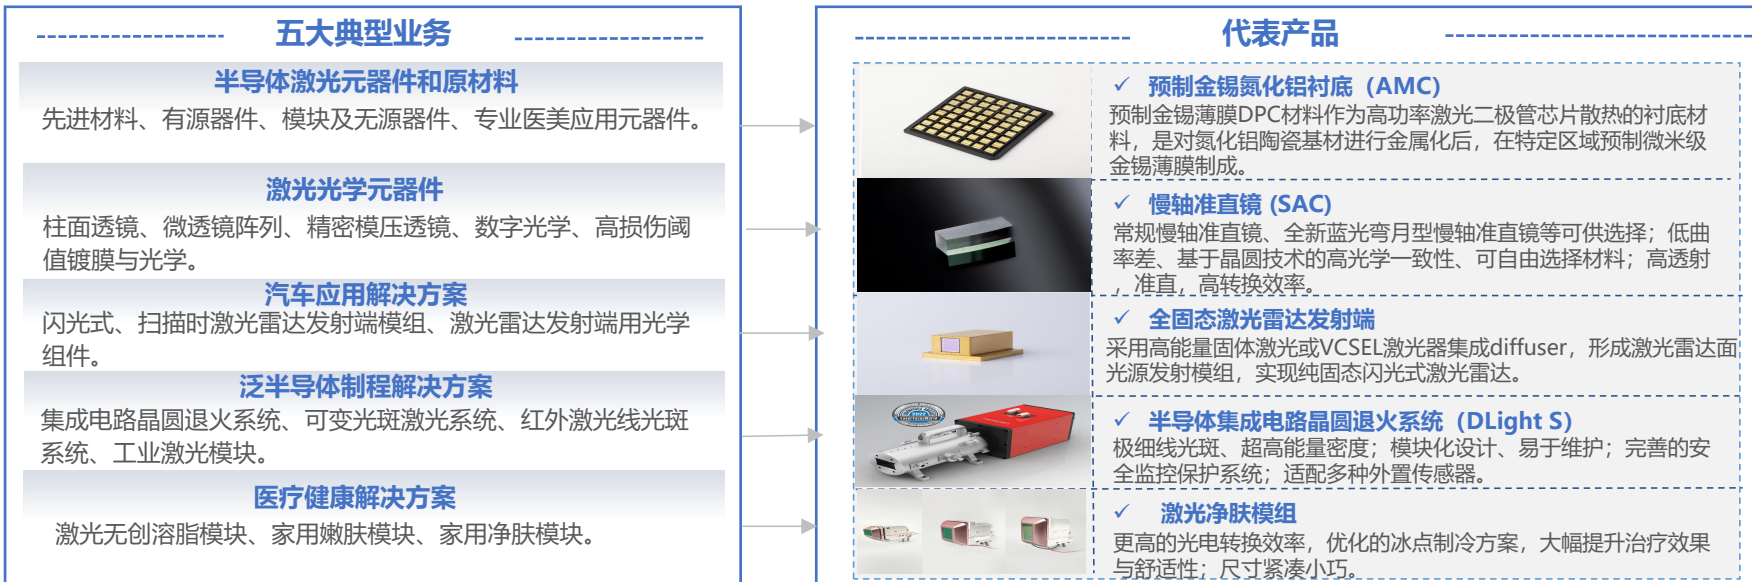 五大典型业务
半导体激光元器件和原材料
先进材料、有源器件、模块及无源器件、专业医美应用元器件。
激光光学元器件
柱面透镜、微透镜阵列、精密模压透镜、数字光学、高损伤阈
值镀膜与光学。
汽车应用解决方案
闪光式、扫描时激光雷达发射端模组、激光雷达发射端用光学
组件。
泛半导体制程解决方案
集成电路晶圆退火系统、可变光斑激光系统、红外激光线光斑
系统、工业激光模块。
医疗健康解决方案
激光无创溶脂模块、家用嫩肤模块、家用净肤模块。
代表产品
✓ 预制金锡氮化铝衬底（AMC）
预制金锡薄膜DPC材料作为高功率激光二极管芯片散热的衬底材
料，是对氮化铝陶瓷基材进行金属化后，在特定区域预制微米级
金锡薄膜制成。
✓ 慢轴准直镜 (SAC)
常规慢轴准直镜、全新蓝光弯月型慢轴准直镜等可供选择；低曲
率差、基于晶圆技术的高光学一致性、可自由选择材料；高透射
，准直，高转换效率。
✓ 全固态激光雷达发射端
采用高能量固体激光或VCSEL激光器集成diffuser，形成激光雷达面
光源发射模组，实现纯固态闪光式激光雷达。
2022
✓ 半导体集成电路晶圆退火系统（DLight S）
极细线光斑、超高能量密度；模块化设计、易于维护；完善的安
全监控保护系统；适配多种外置传感器。
✓ 激光净肤模组
更高的光电转换效率，优化的冰点制冷方案，大幅提升治疗效果
与舒适性；尺寸紧凑小巧。